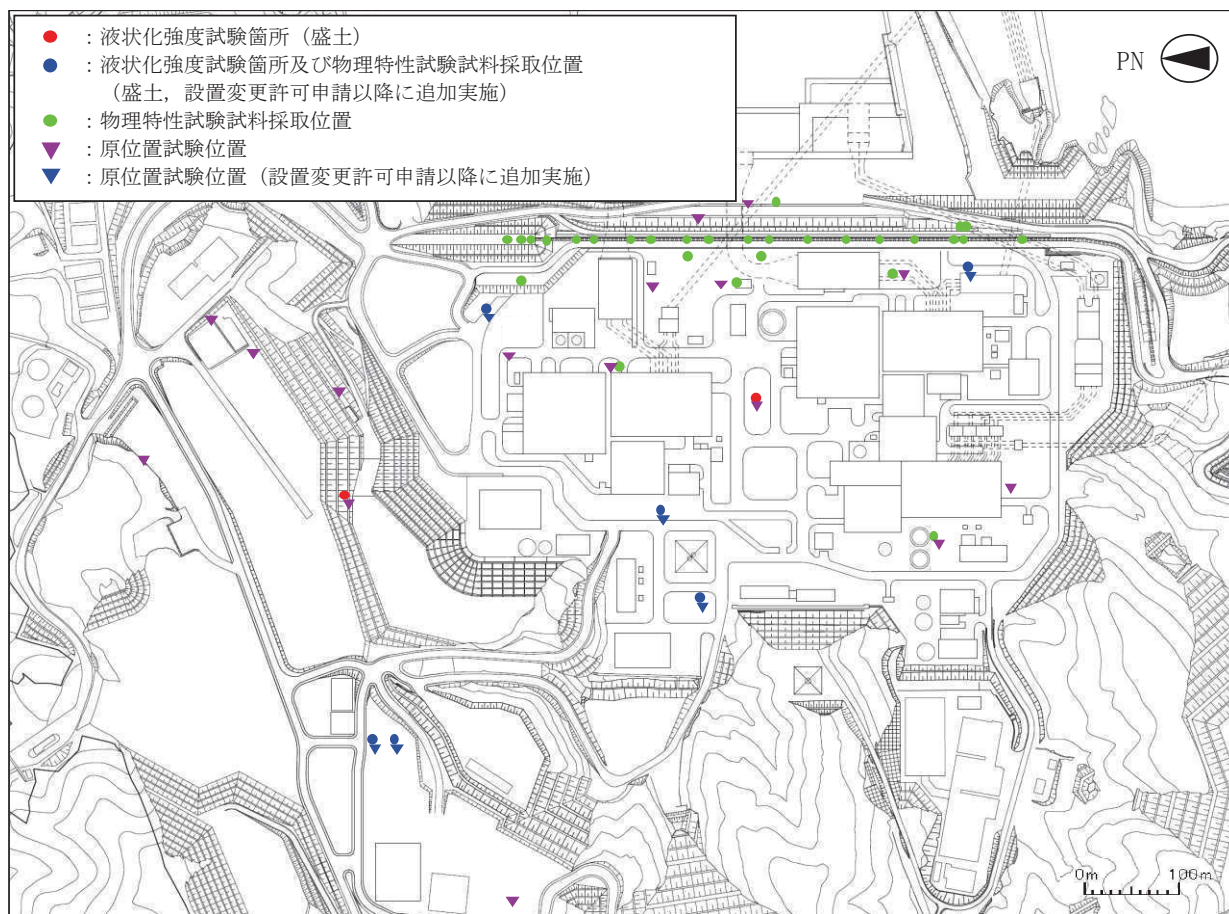 ：液状化強度試験箇所（盛土）
：液状化強度試験箇所及び物理特性試験試料採取位置
（盛土，設置変更許可申請以降に追加実施）
：物理特性試験試料採取位置
：原位置試験位置
：原位置試験位置（設置変更許可申請以降に追加実施）
PN
0m 100m